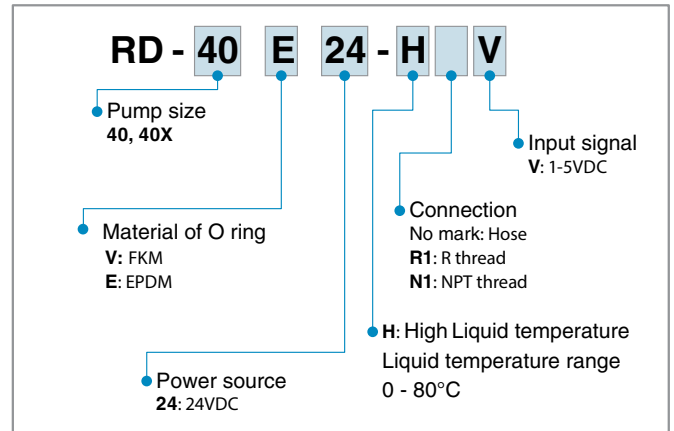 RD - 40 E 24 - H V
Pump size
40, 40X
Input signal
V: 1-5VDC
Material of O ring
V: FKM
E: EPDM
Connection
No mark: Hose
R1: R thread
N1: NPT thread
H: High Liquid temperature
Liquid temperature range
0 - 80°C
Power source
24: 24VDC